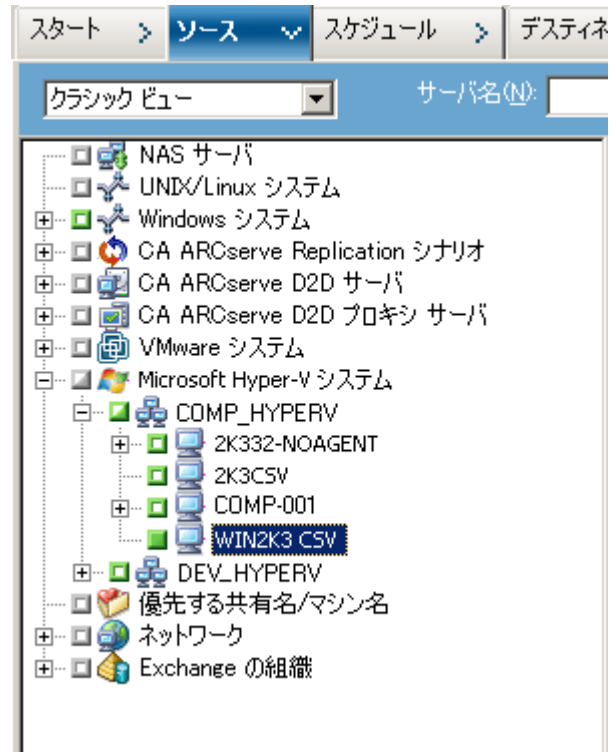 スタート ソース スケジュール デスティネ
クラシック ビュー サーバ名(N):
NAS サーバ
UNIX/Linux システム
Windows システム
CA ARCserve Replication シナリオ
CA ARCserve D2D サーバ
CA ARCserve D2D プロキシ サーバ
VMware システム
Microsoft Hyper-V システム
COMP_HYPERV
2K332-NOAGENT
2K3CSV
COMP-001
WIN2K3 CSV
DEV_HYPERV
優先する共有名/マシン名
ネットワーク
Exchange の組織